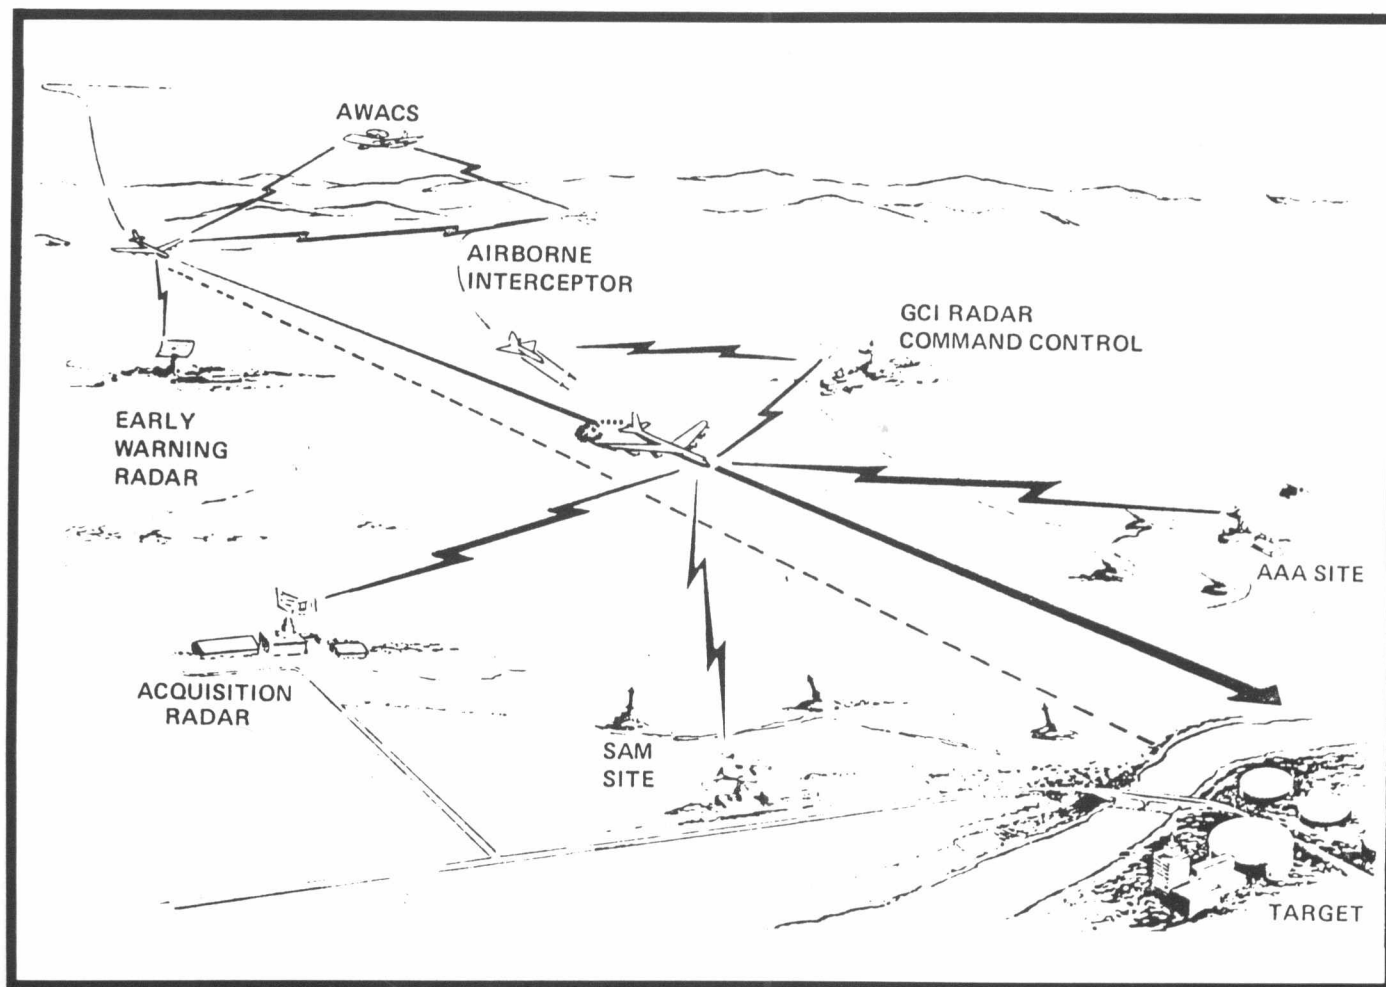 AWACS
AIRBORNE
INTERCEPTOR
GCI RADAR
COMMAND CONTROL
EARLY
WARNING
RADAR
AAA SITE
ACQUISITION
RADAR
SAM
SITE
TARGET